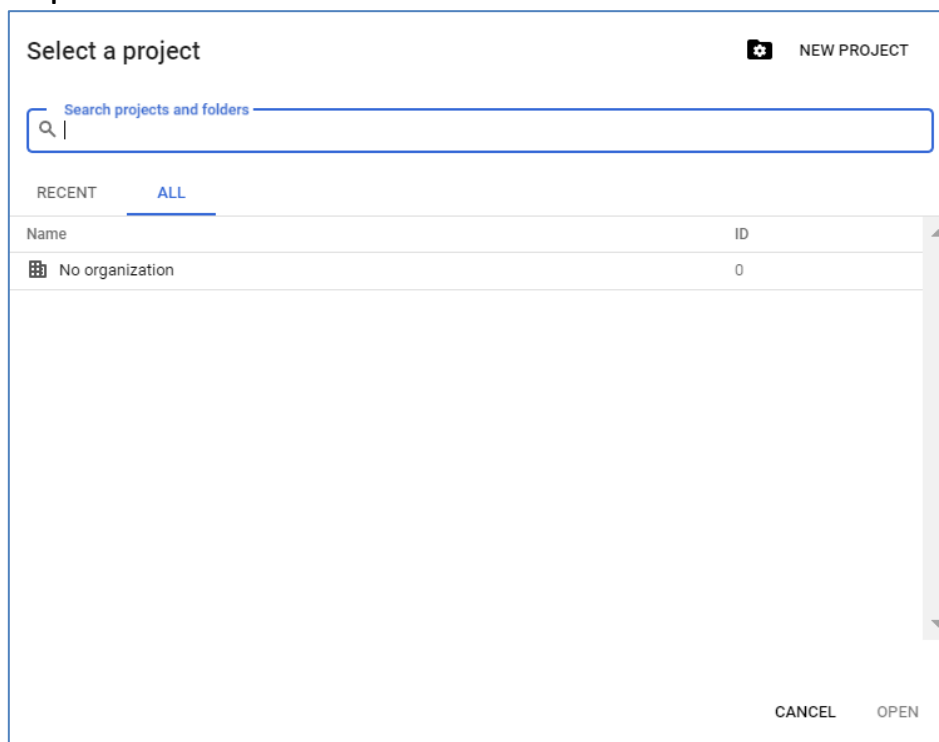 Select a project
NEW PROJECT
Search projects and folders
RECENT ALL
Name ID
No organization 0
CANCEL OPEN